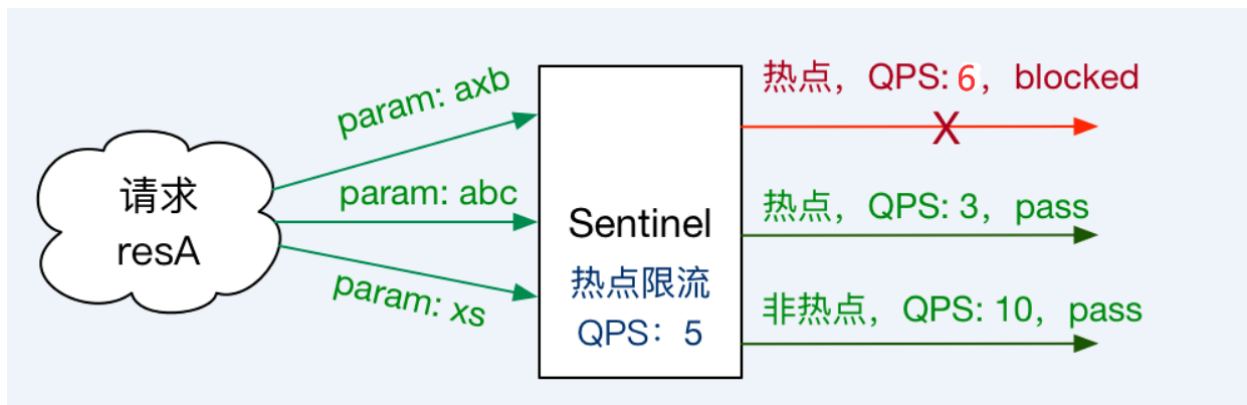 请求
resA
param: axb
param: abc
param: xs
Sentinel
热点限流
QPS：5
热点，QPS: 6，blocked
X
热点，QPS: 3，pass
非热点，QPS: 10，pass